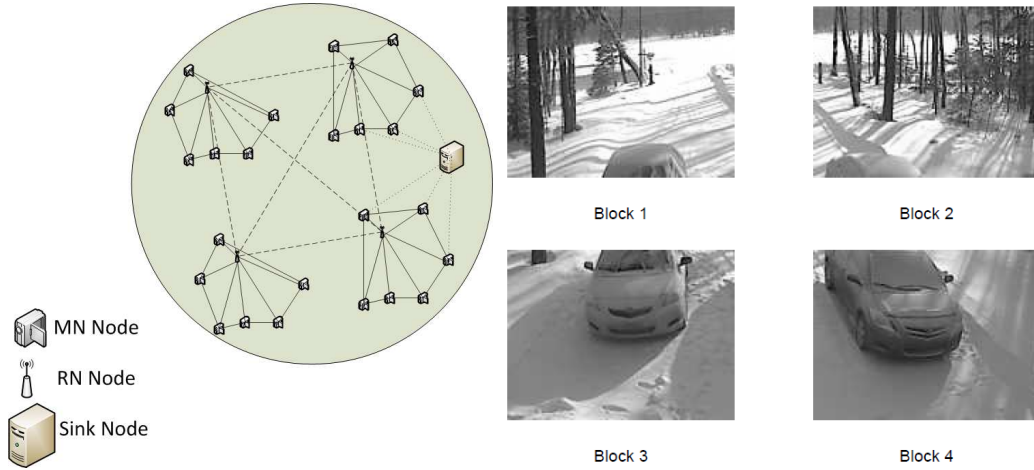 MN Node
RN Node
Sink Node
Block 1
Block 2
Block 3
Block 4